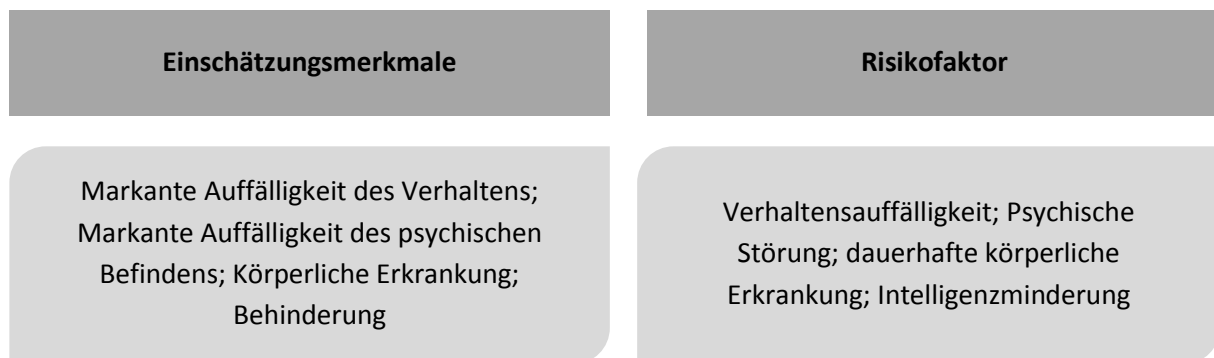 Einschätzungsmerkmale
Risikofaktor
Markante Auffälligkeit des Verhaltens;
Markante Auffälligkeit des psychischen
Befindens; Körperliche Erkrankung;
Behinderung
Verhaltensauffälligkeit; Psychische
Störung; dauerhafte körperliche
Erkrankung; Intelligenzminderung